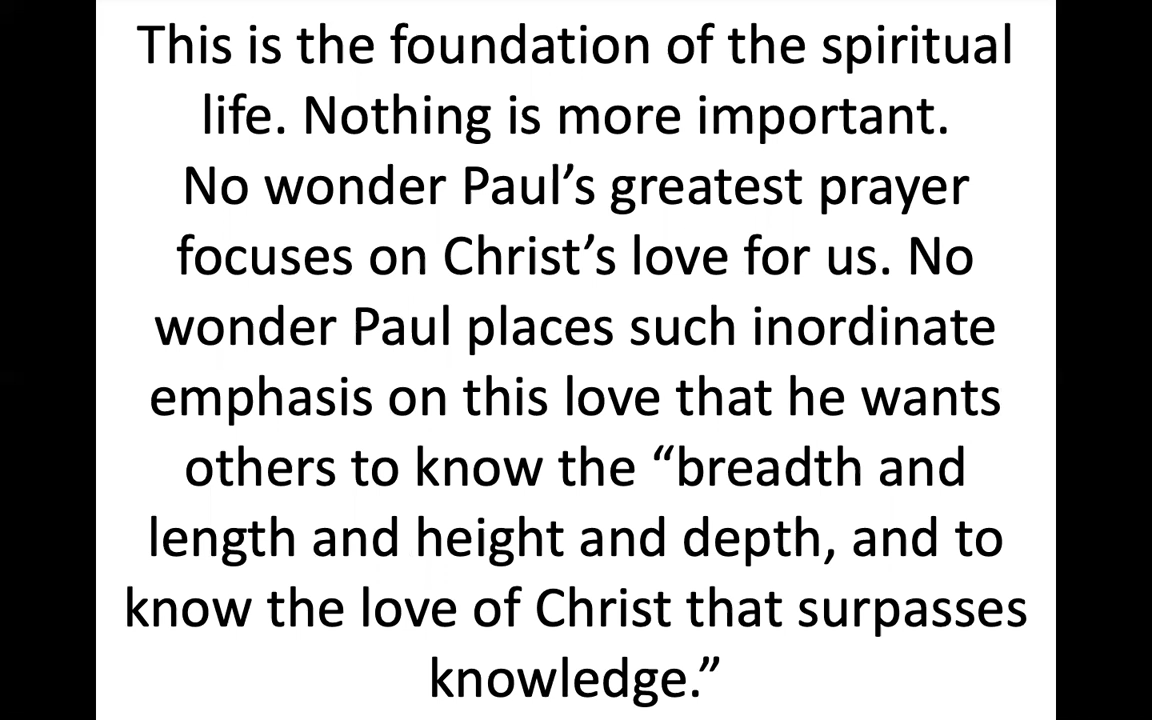 This is the foundation of the spiritual
life. Nothing is more important.
No wonder Paul’s greatest prayer
focuses on Christ’s love for us. No
wonder Paul places such inordinate
emphasis on this love that he wants
others to know the “breadth and
length and height and depth, and to
know the love of Christ that surpasses
knowledge.”